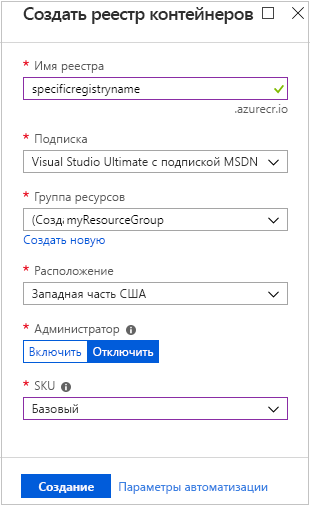 Создать реестр контейнеров
* Имя реестра
specificregistryname
.azurecr.io
* Подписка
Visual Studio Ultimate с подпиской MSDN
* Группа ресурсов
(Созда myResourceGroup
Создать новую
* Расположение
Западная часть США
* Администратор
Включить Отключить
* SKU
Базовый
Создание Параметры автоматизации